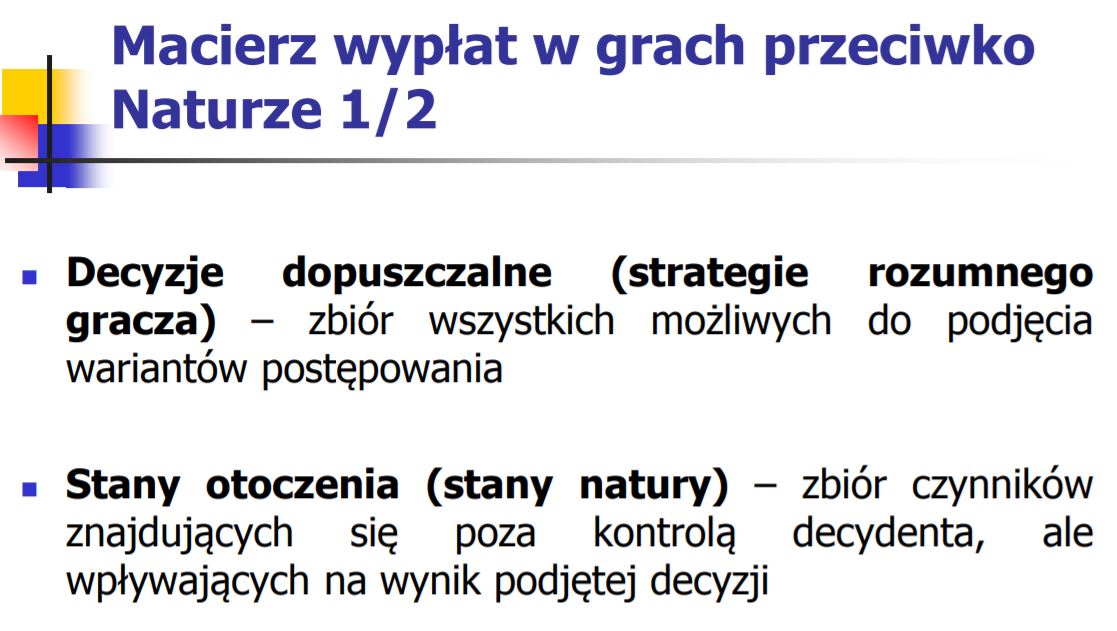 Macierz wypłat w grach przeciwko
Naturze 1/2
Decyzje dopuszczalne (strategie rozumnego
gracza) – zbiór wszystkich możliwych do podjęcia
wariantów postępowania
Stany otoczenia (stany natury) – zbiór czynników
znajdujących się poza kontrolą decydenta, ale
wpływających na wynik podjętej decyzji